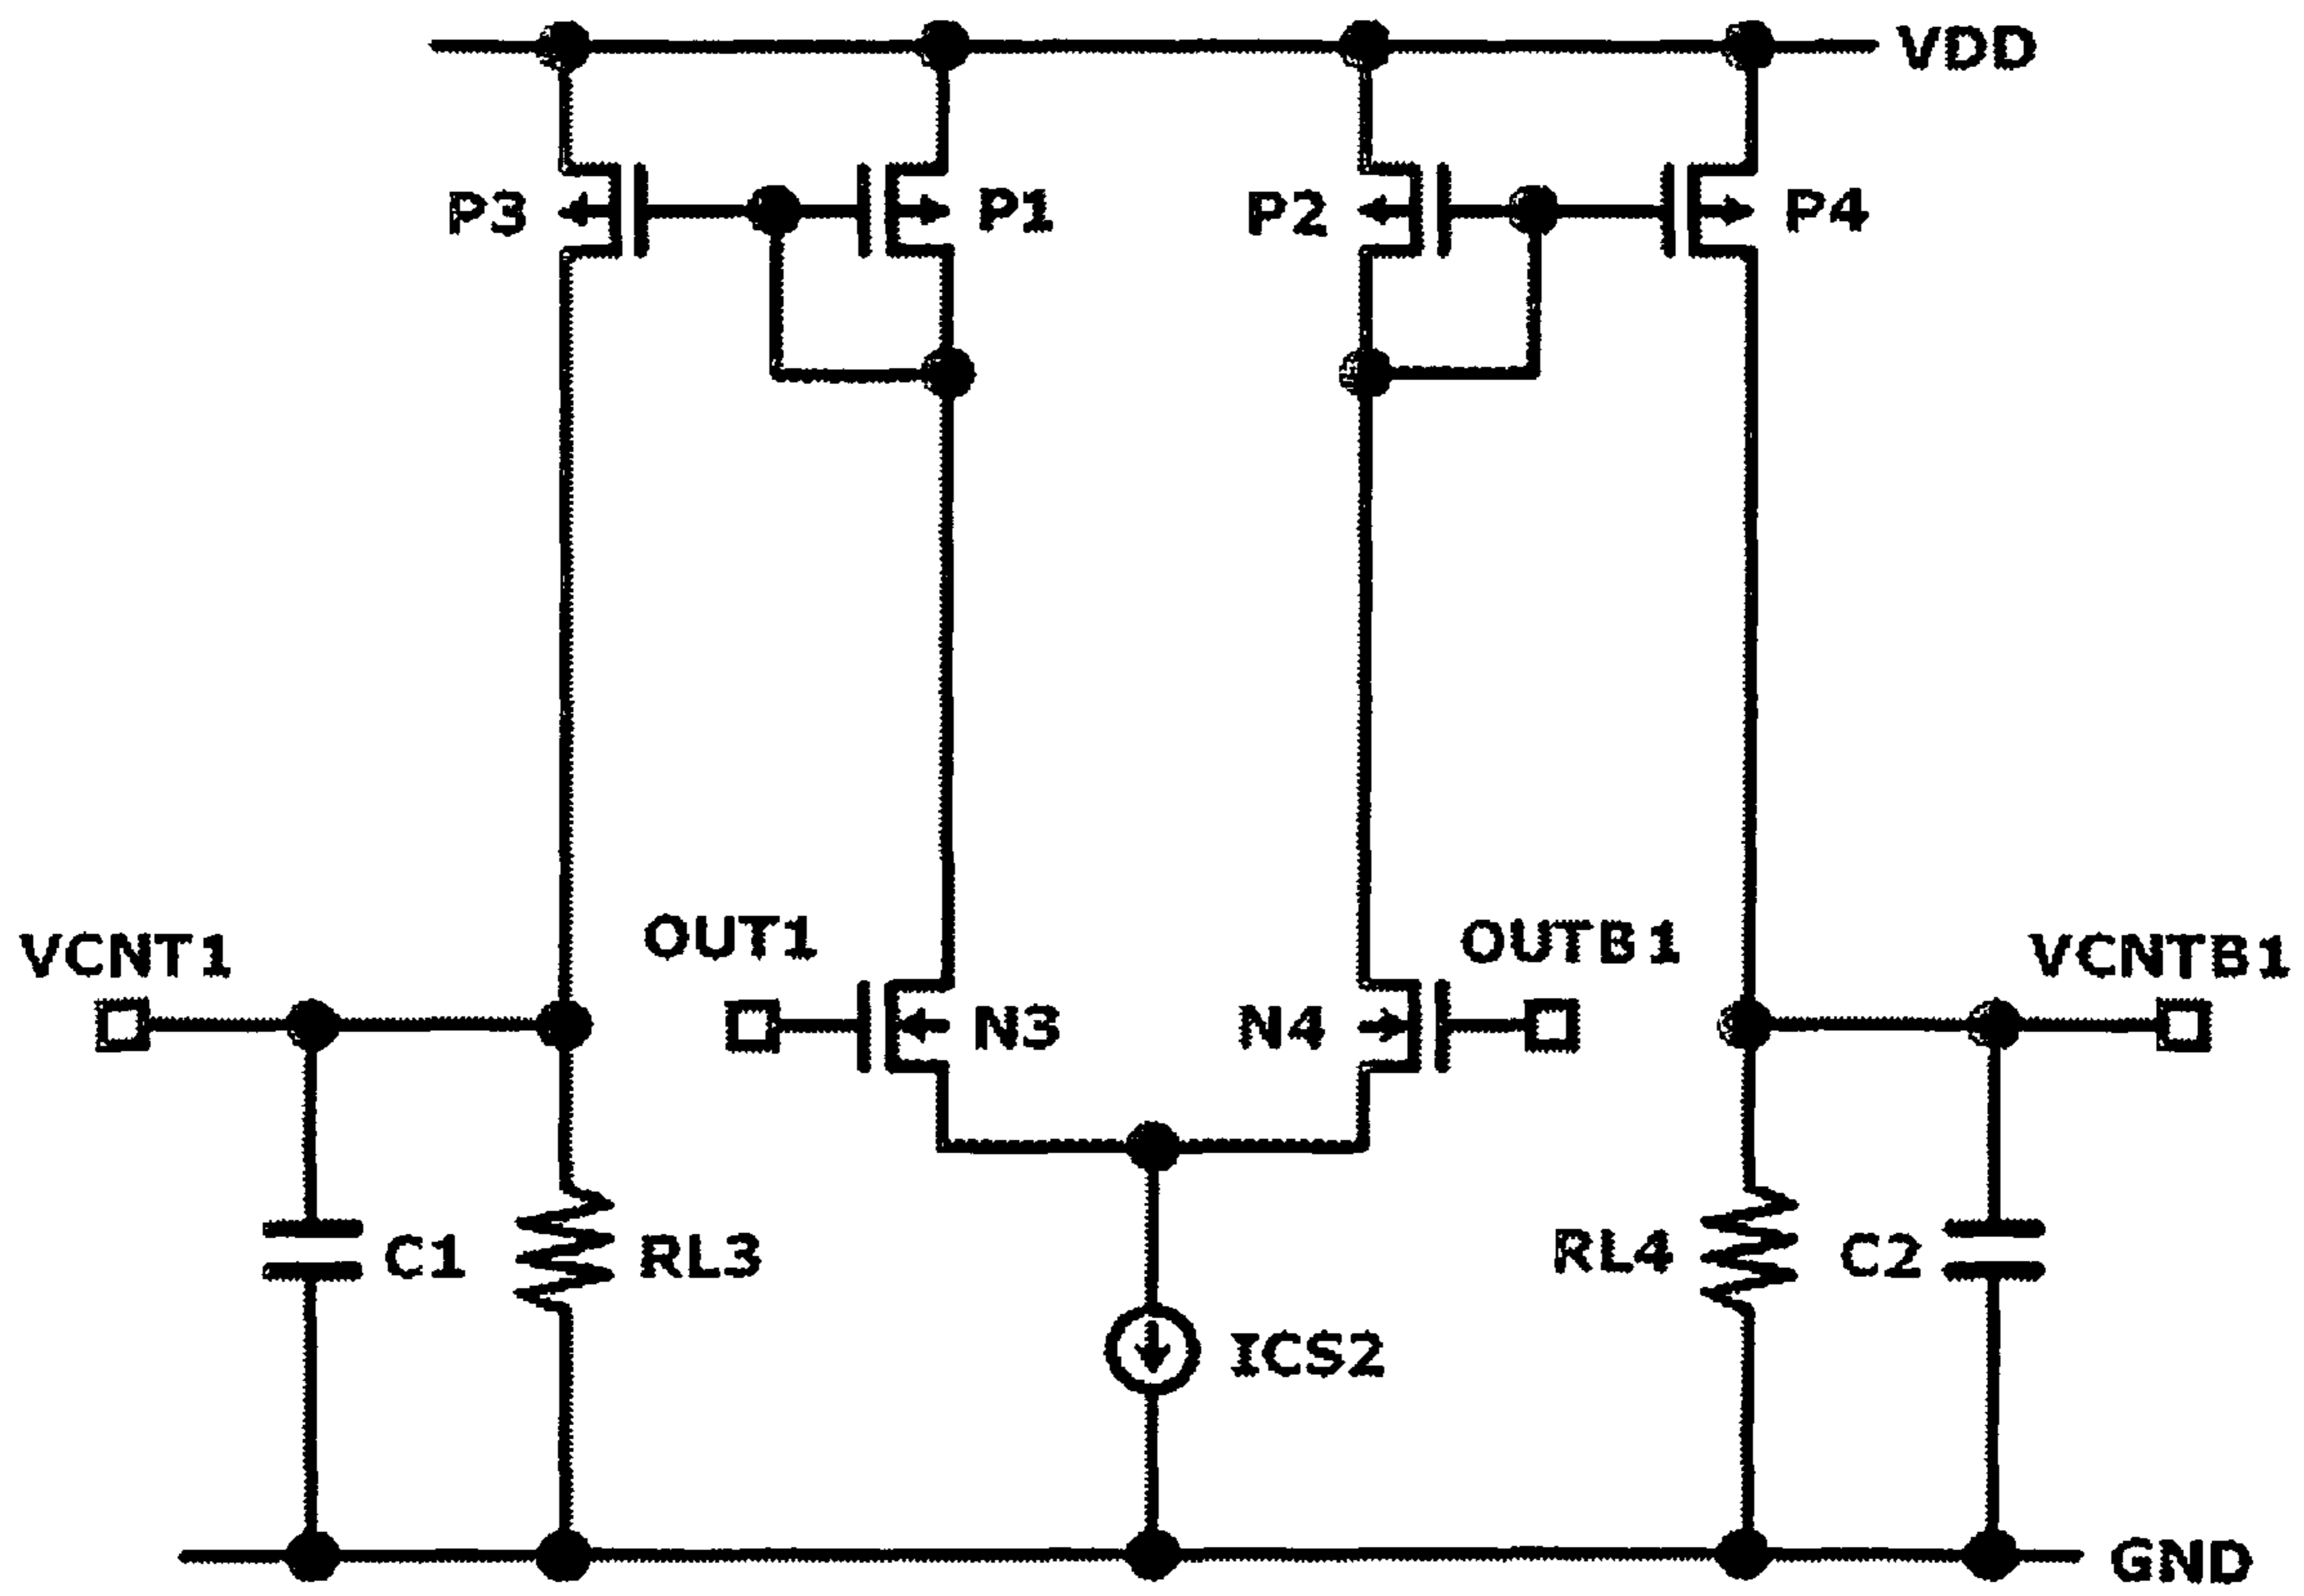 VDD
P3
P1
P2
P4
VCNT1
OUT1
OUTB1
VCNTB1
N3
N4
C1
RL3
RL4
C2
ICS2
GND